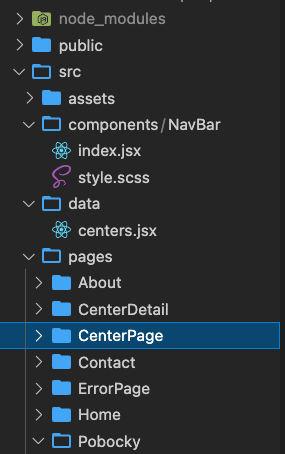 node_modules
public
src
assets
components/NavBar
index.jsx
style.scss
data
centers.jsx
pages
About
CenterDetail
CenterPage
Contact
ErrorPage
Home
Pobocky